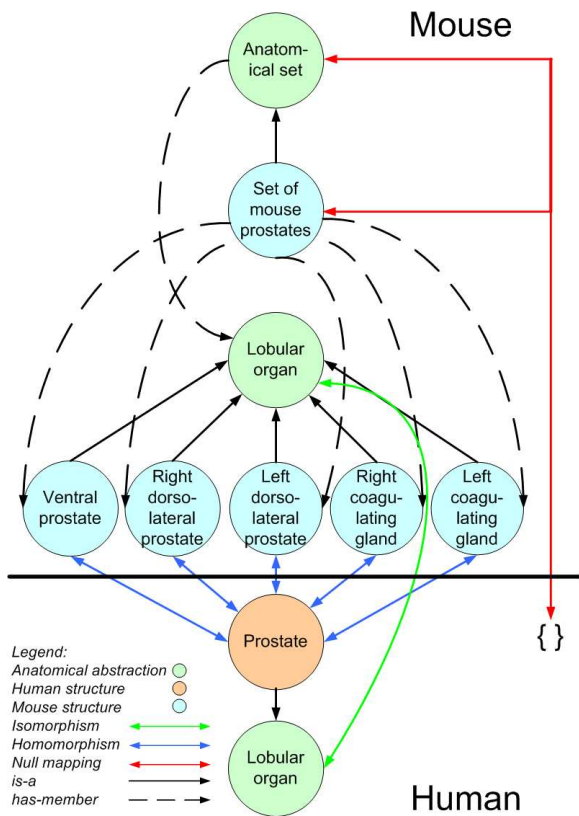 Mouse
Anatom-
ical set
Set of
mouse
prostates
Lobular
organ
Ventral
prostate
Right
dorso-
lateral
prostate
Left
dorso-
lateral
prostate
Right
coagu-
lating
gland
Left
coagu-
lating
gland
{ }
Prostate
Lobular
organ
Legend:
Anatomical abstraction
Human structure
Mouse structure
Isomorphism
Homomorphism
Null mapping
is-a
has-member
Human